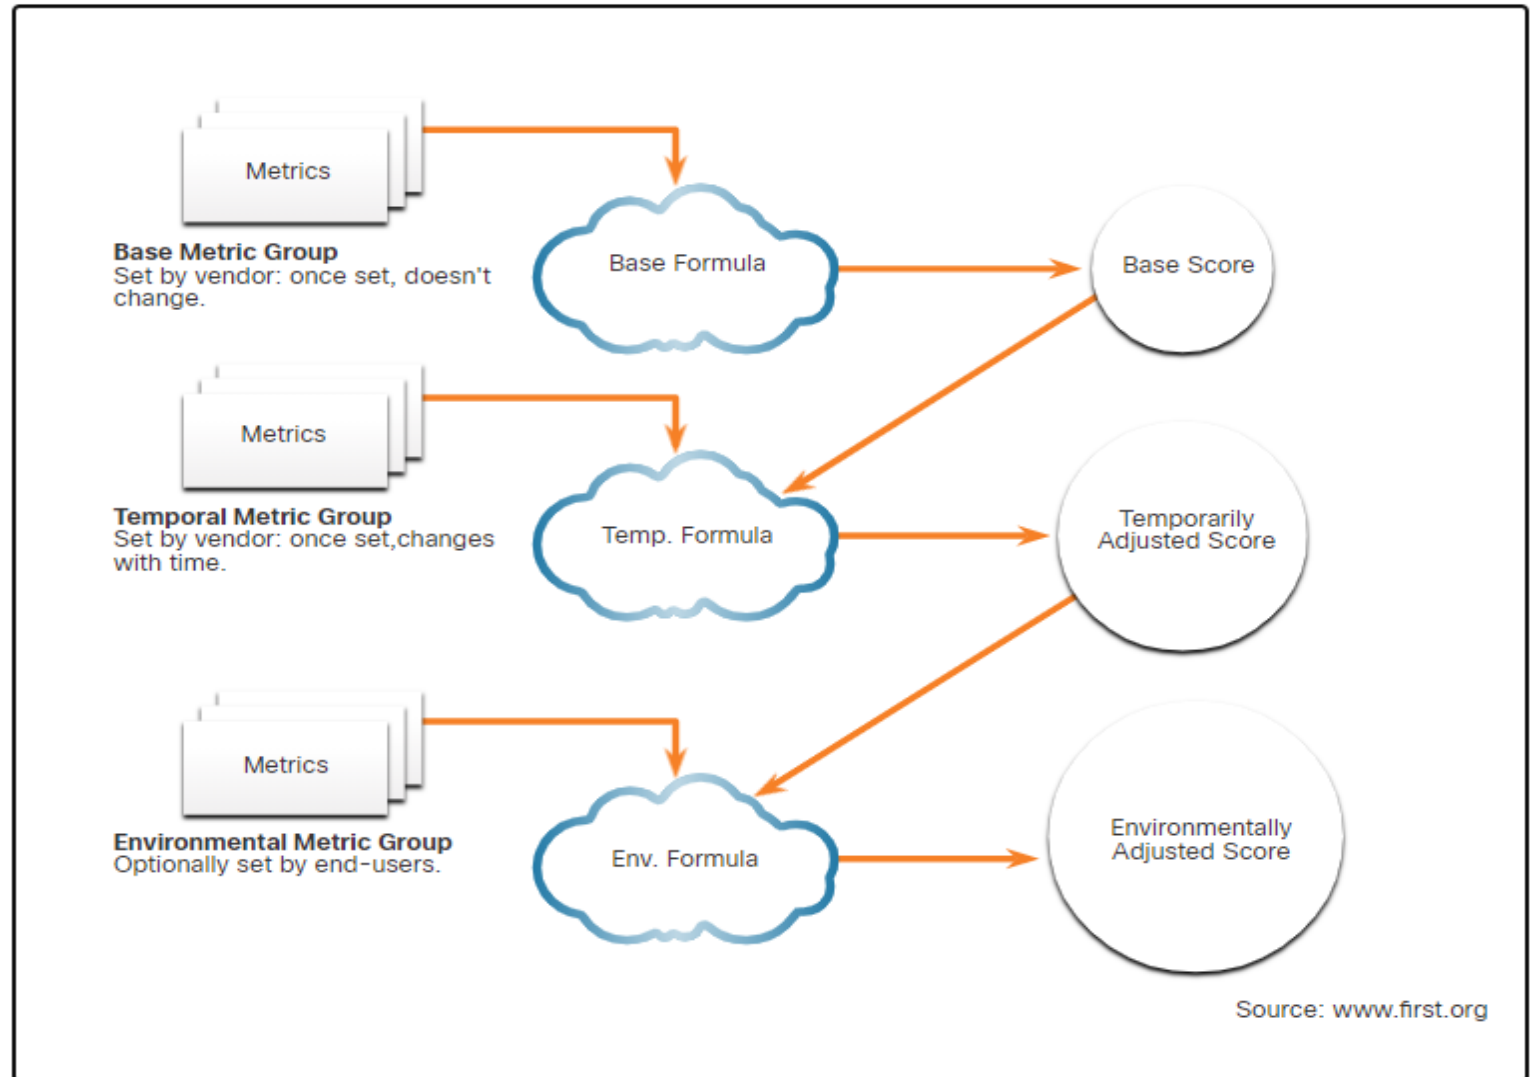 Metrics
Base Metric Group
Set by vendor: once set, doesn't
change.
Base Formula
Base Score
Metrics
Temporal Metric Group
Set by vendor: once set,changes
with time.
Temp. Formula
Temporarily
Adjusted Score
Metrics
Environmental Metric Group
Optionally set by end-users.
Env. Formula
Environmentally
Adjusted Score
Source: www.first.org